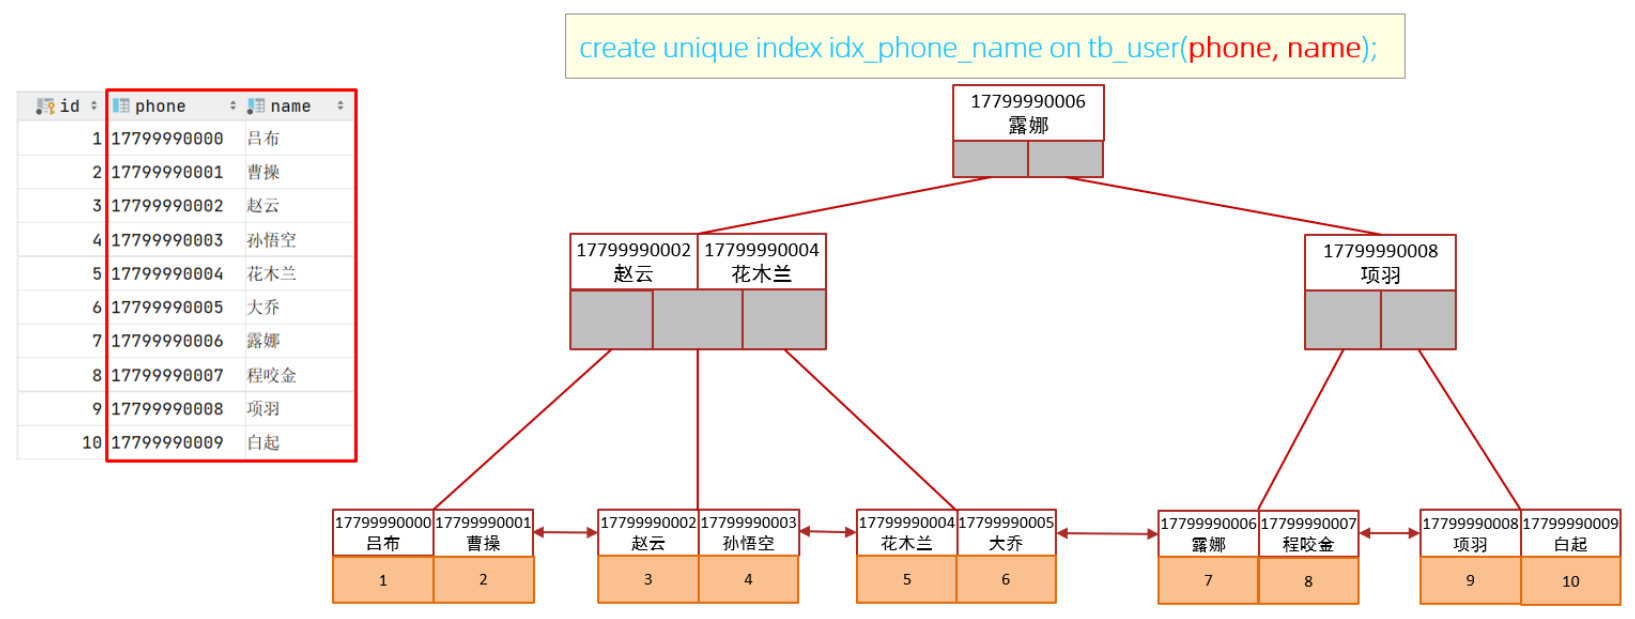 create unique index idx_phone_name on tb_user(phone, name);
id phone name
1 17799990000 吕布
2 17799990001 曹操
3 17799990002 赵云
4 17799990003 孙悟空
5 17799990004 花木兰
6 17799990005 大乔
7 17799990006 露娜
8 17799990007 程咬金
9 17799990008 项羽
10 17799990009 白起
17799990006
露娜
17799990002 17799990004
赵云 花木兰
17799990008
项羽
17799990000 17799990001 17799990002 17799990003 17799990004 17799990005 17799990006 17799990007 17799990008 17799990009
吕布 曹操 赵云 孙悟空 花木兰 大乔 露娜 程咬金 项羽 白起
1 2 3 4 5 6 7 8 9 10